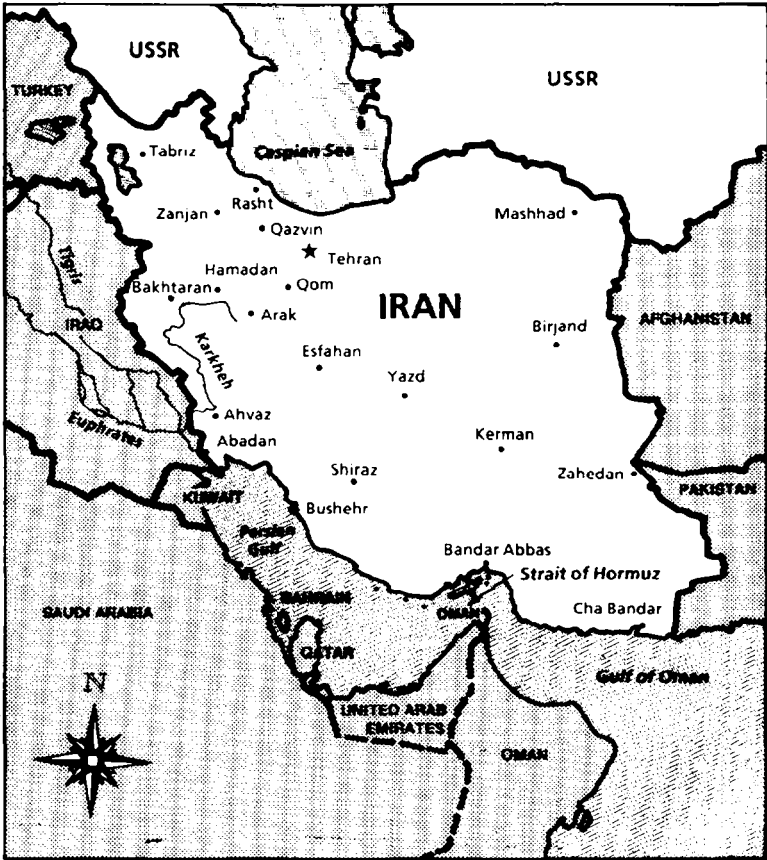 USSR
USSR
TURKEY
Caspian Sea
Tabriz
Rasht
Zanjan
Mashhad
Qazvin
Tehran
Tigris
Hamadan
Bakhtaran
Qom
IRAN
Arak
IRAQ
AFGHANISTAN
Birjand
Karkheh
Esfahan
Yazd
Euphrates
Ahvaz
Abadan
Kerman
Shiraz
Zahedan
KUWAIT
PAKISTAN
Bushehr
Persian
Gulf
Bandar Abbas
Strait of Hormuz
BAHRAIN
OMAN
Cha Bandar
SAUDI ARABIA
QATAR
Gulf of Oman
N
UNITED ARAB
EMIRATES
OMAN